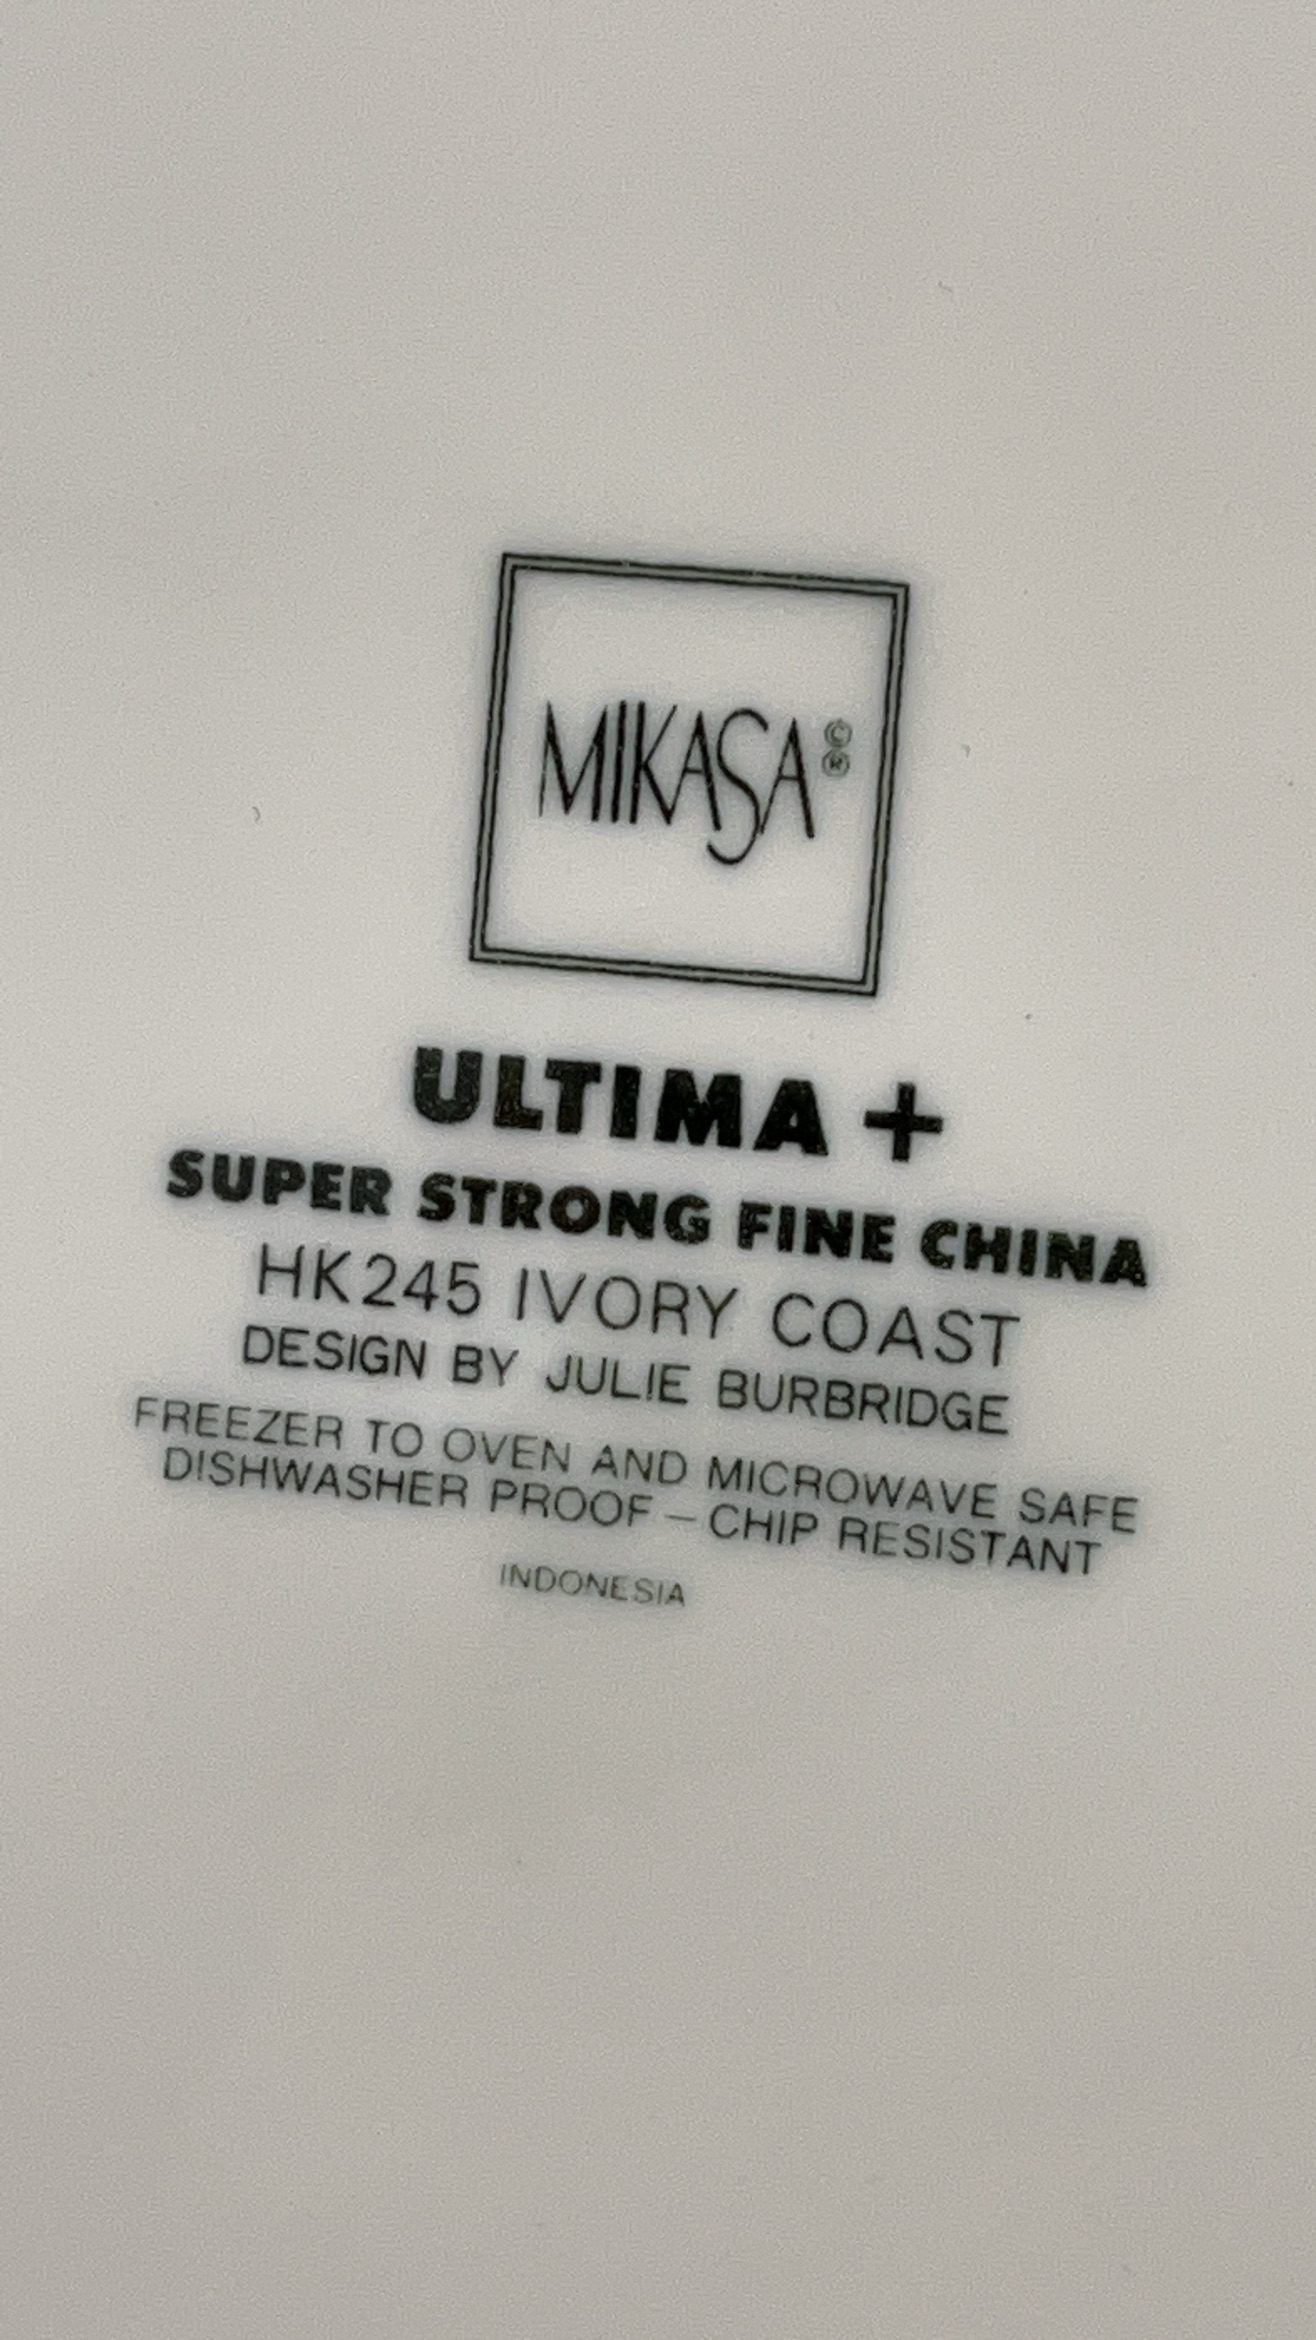 MIKASA©®
ULTIMA +
SUPER STRONG FINE CHINA
HK245 IVORY COAST
DESIGN BY JULIE BURBRIDGE
FREEZER TO OVEN AND MICROWAVE SAFE
DISHWASHER PROOF – CHIP RESISTANT
INDONESIA